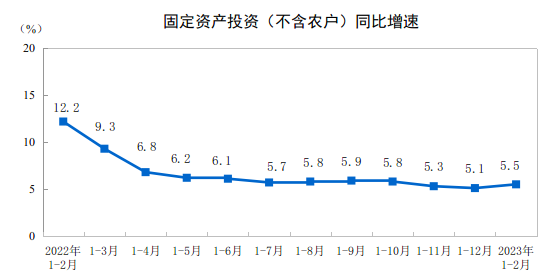 固定资产投资（不含农户）同比增速
（%）
20
15
10
5
0
12.2
9.3
6.8
6.2
6.1
5.7
5.8
5.9
5.8
5.3
5.1
5.5
2022年
1-2月
1-3月
1-4月
1-5月
1-6月
1-7月
1-8月
1-9月
1-10月
1-11月
1-12月
2023年
1-2月